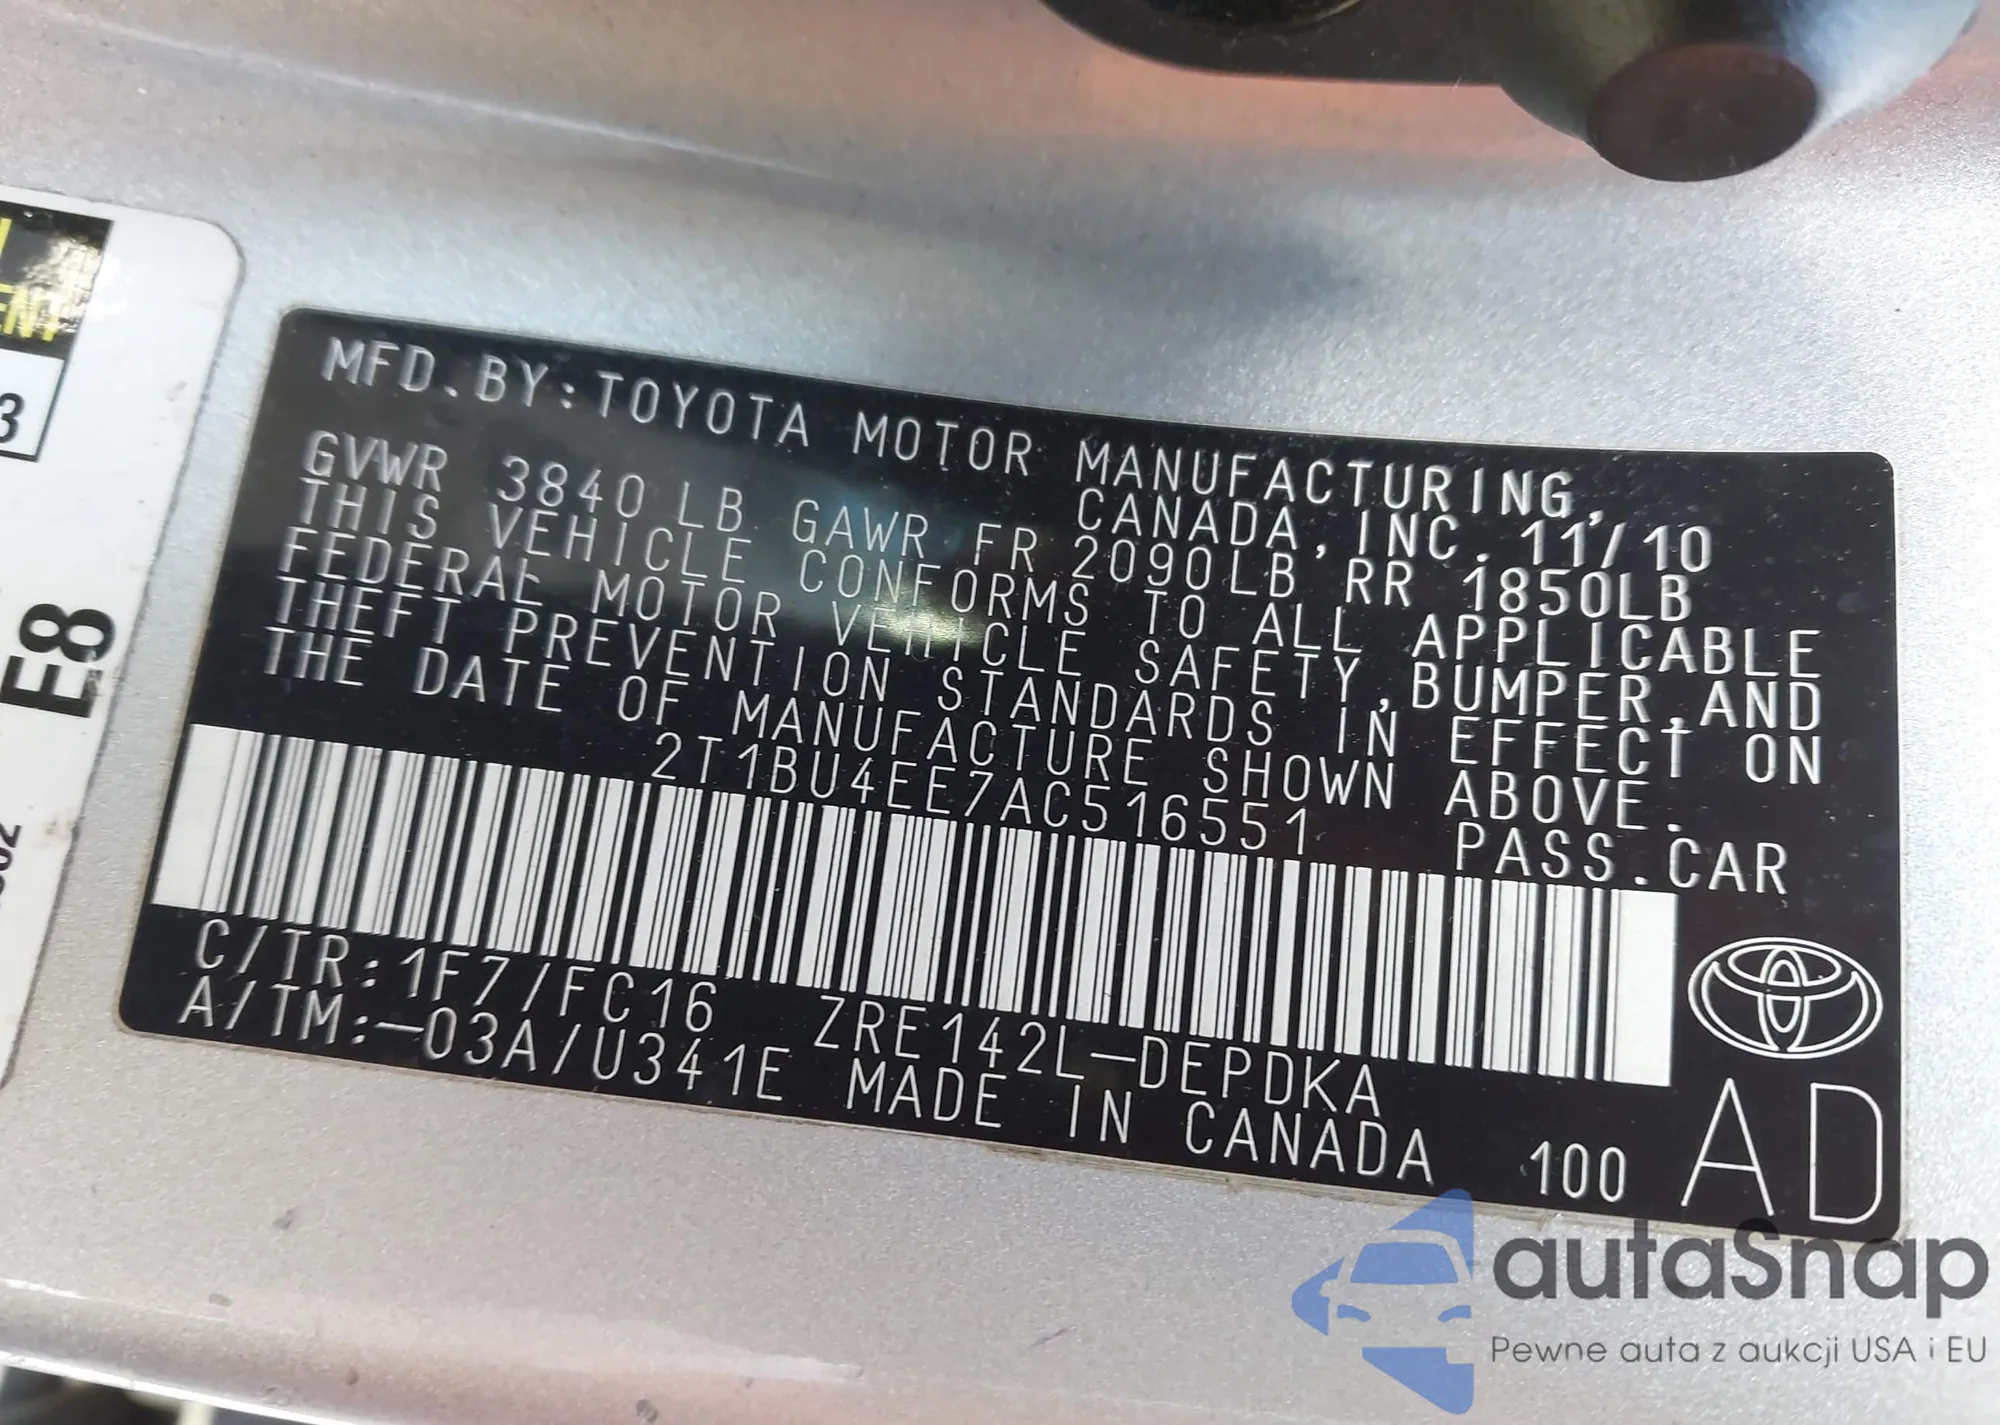 ENT
3
E8
MFD.BY:TOYOTA MOTOR MANUFACTURING,
CANADA, INC. 11/10
GVWR 3840LB GAWR FR 2090LB RR 1850LB
THIS VEHICLE CONFORMS TO ALL APPLICABLE
FEDERAL MOTOR VEHICLE SAFETY,BUMPER,AND
THEFT PREVENTION STANDARDS IN EFFECT ON
THE DATE OF MANUFACTURE SHOWN ABOVE.
2T1BU4EE7AC516551 PASS.CAR
C/TR:1F7/FC16 ZRE142L-DEPDKA
A/TM:-03A/U341E MADE IN CANADA 100
AD
autaSnap
Pewne auta z aukcji USA i EU